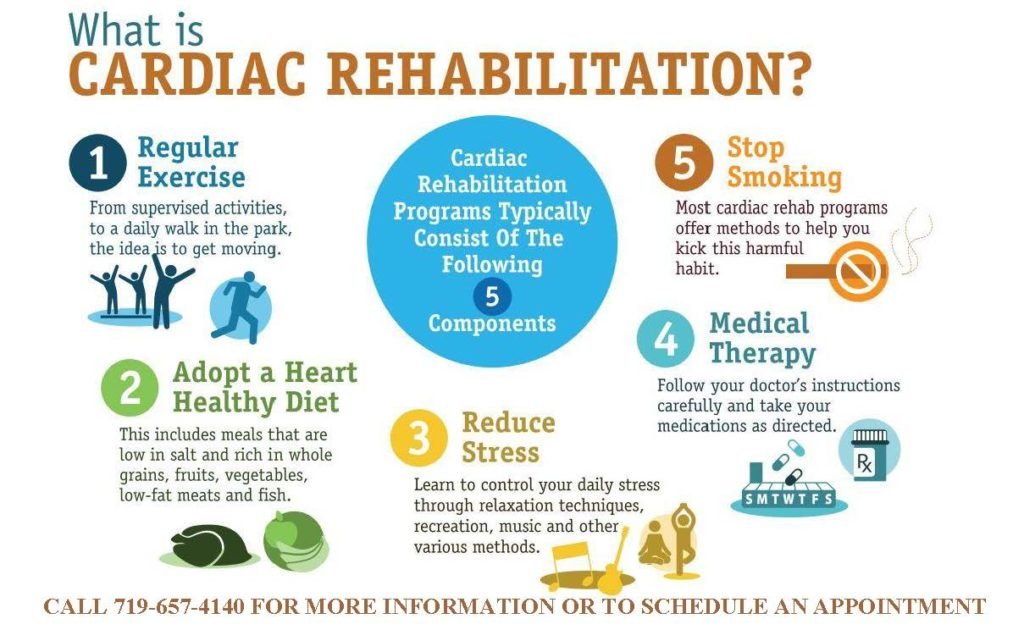 What is
CARDIAC REHABILITATION?
1
Regular
Exercise
From supervised activities,
to a daily walk in the park,
the idea is to get moving.
2
Adopt a Heart
Healthy Diet
This includes meals that are
low in salt and rich in whole
grains, fruits, vegetables,
low-fat meats and fish.
Cardiac
Rehabilitation
Programs Typically
Consist Of The
Following
5
Components
3
Reduce
Stress
Learn to control your daily stress
through relaxation techniques,
recreation, music and other
various methods.
4
Medical
Therapy
Follow your doctor's instructions
carefully and take your
medications as directed.
Rx
S M T W T F S
5
Stop
Smoking
Most cardiac rehab programs
offer methods to help you
kick this harmful
habit.
CALL 719-657-4140 FOR MORE INFORMATION OR TO SCHEDULE AN APPOINTMENT